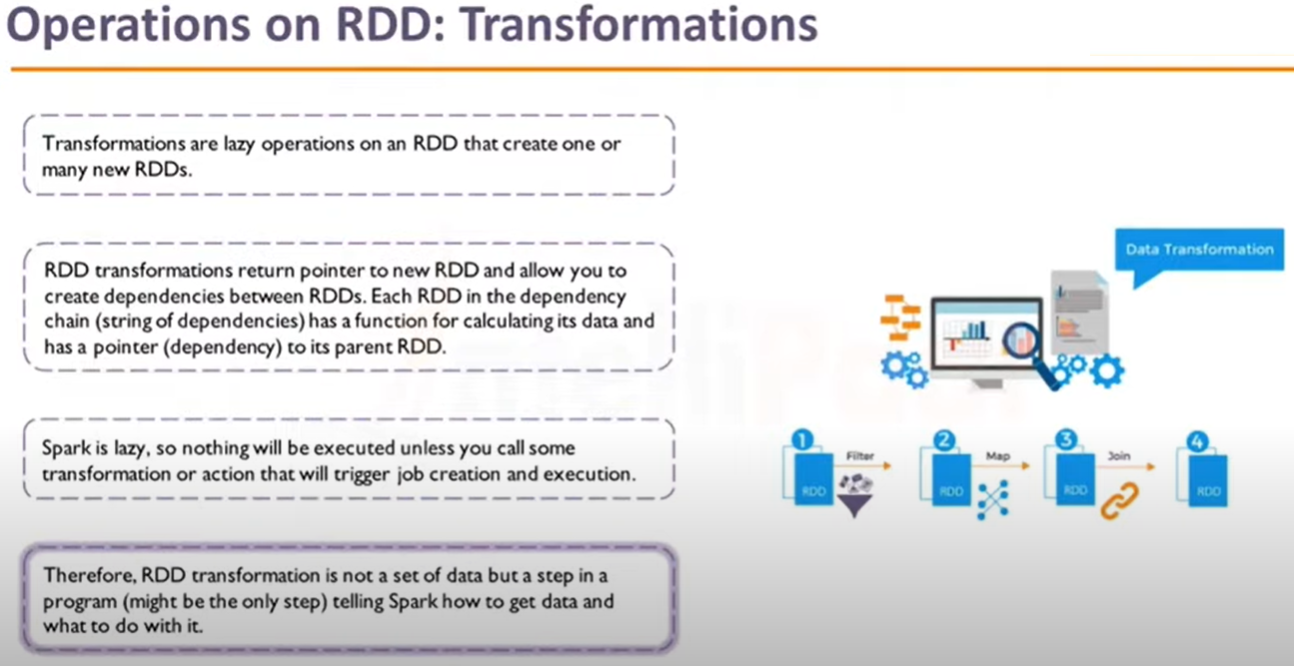 Operations on RDD: Transformations
Transformations are lazy operations on an RDD that create one or
many new RDDs.
RDD transformations return pointer to new RDD and allow you to
create dependencies between RDDs. Each RDD in the dependency
chain (string of dependencies) has a function for calculating its data and
has a pointer (dependency) to its parent RDD.
Spark is lazy, so nothing will be executed unless you call some
transformation or action that will trigger job creation and execution.
Therefore, RDD transformation is not a set of data but a step in a
program (might be the only step) telling Spark how to get data and
what to do with it.
Data Transformation
1 Filter 2 Map 3 Join 4
RDD RDD RDD RDD